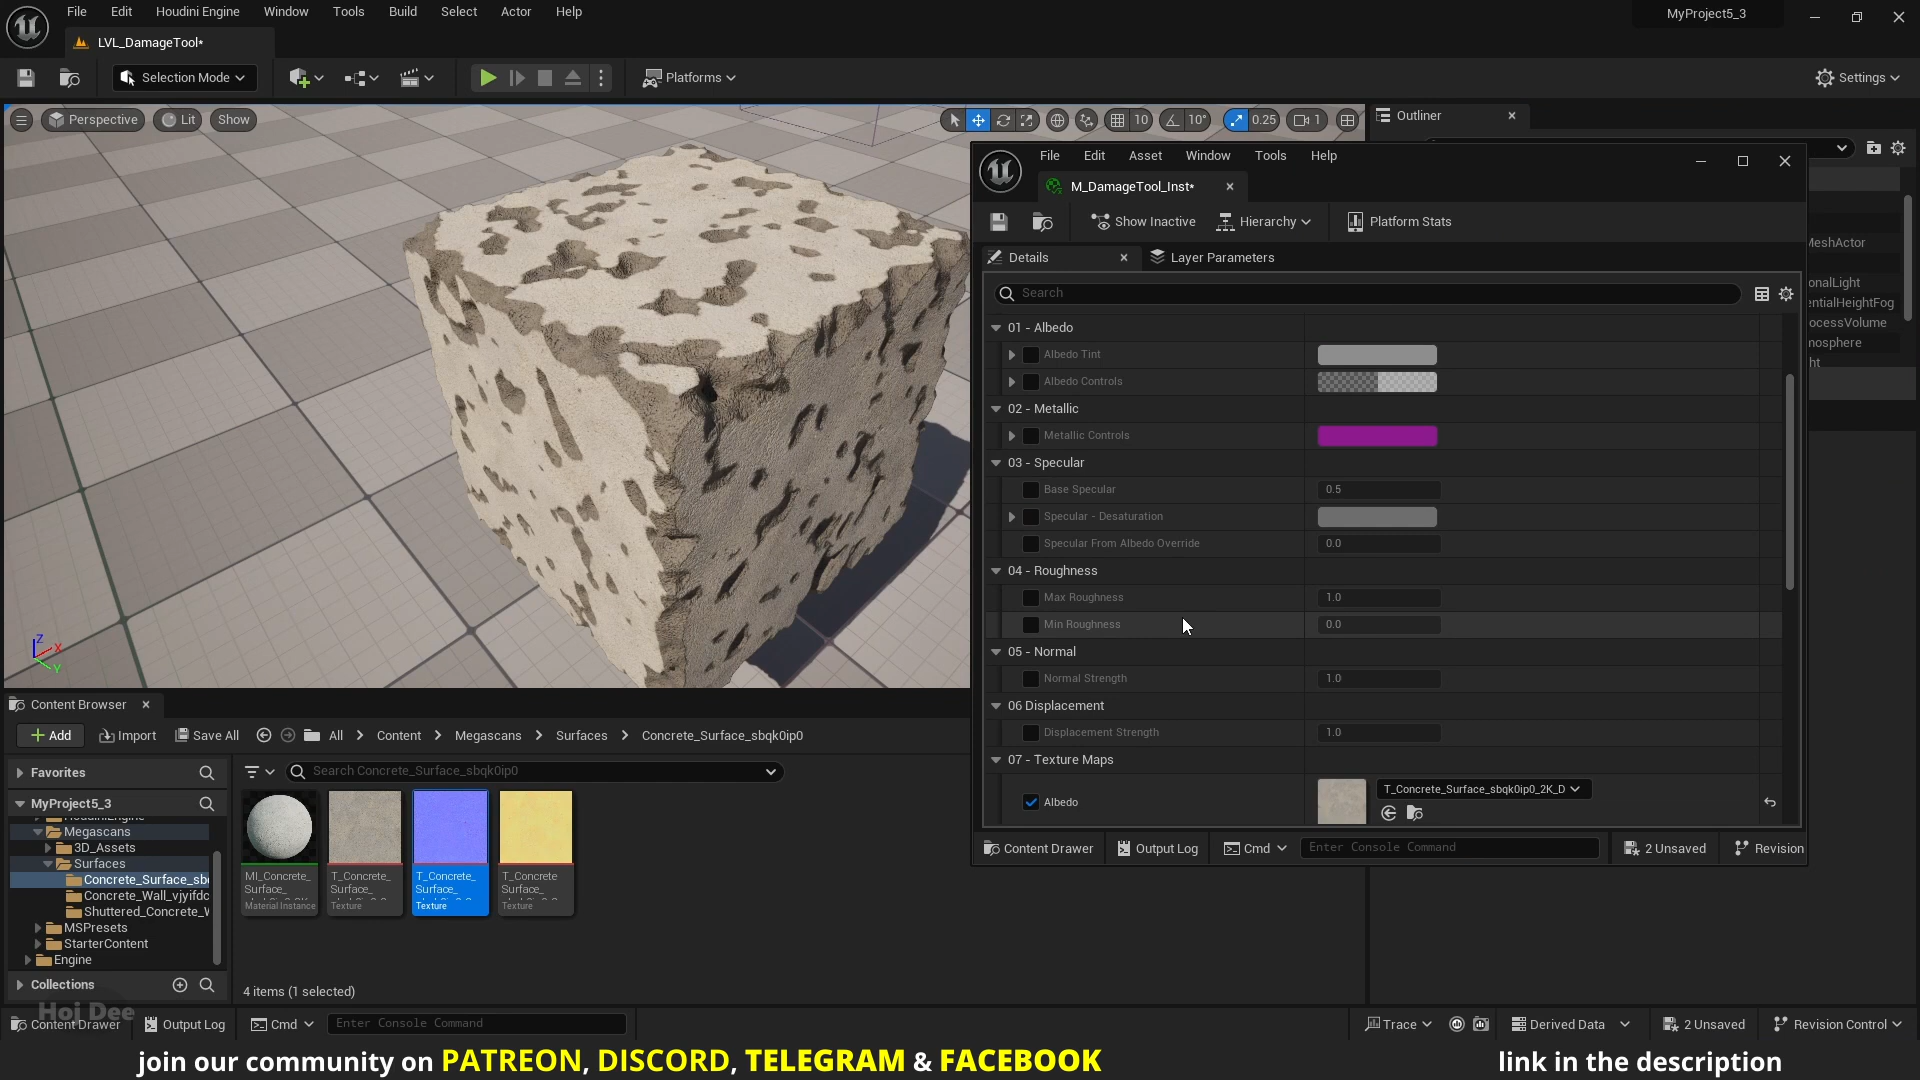 File Edit Houdini Engine Window Tools Build Select Actor Help
MyProject5_3
LVL_DamageTool*
Selection Mode
Platforms
Settings
Perspective Lit Show
10 10° 0.25 1
Outliner
File Edit Asset Window Tools Help
M_DamageTool_Inst*
Show Inactive Hierarchy Platform Stats
Details Layer Parameters
Search
01 - Albedo
Albedo Tint
Albedo Controls
02 - Metallic
Metallic Controls
03 - Specular
Base Specular 0.5
Specular - Desaturation
Specular From Albedo Override 0.0
04 - Roughness
Max Roughness 1.0
Min Roughness 0.0
05 - Normal
Normal Strength 1.0
06 Displacement
Displacement Strength 1.0
07 - Texture Maps
Albedo T_Concrete_Surface_sbqk0ip0_2K_D
Content Drawer Output Log Cmd Enter Console Command 2 Unsaved Revision
MeshActor
onalLight
entialHeightFog
ocessVolume
nosphere
ht
Z X Y
Content Browser
Add Import Save All All > Content > Megascans > Surfaces > Concrete_Surface_sbqk0ip0
Favorites
Search Concrete_Surface_sbqk0ip0
MyProject5_3
Megascans
3D_Assets
Surfaces
Concrete_Surface_sb
Concrete_Wall_vjyifdc
Shuttered_Concrete_W
MSPresets
StarterContent
Engine
Collections
MI_Concrete_
Surface_
Material Instance
T_Concrete_
Surface_
Texture
T_Concrete_
Surface_
Texture
T_Concrete
Surface_
Texture
4 items (1 selected)
Hoj Dee
Content Drawer Output Log Cmd Enter Console Command
Trace Derived Data 2 Unsaved Revision Control
join our community on PATREON, DISCORD, TELEGRAM & FACEBOOK
link in the description